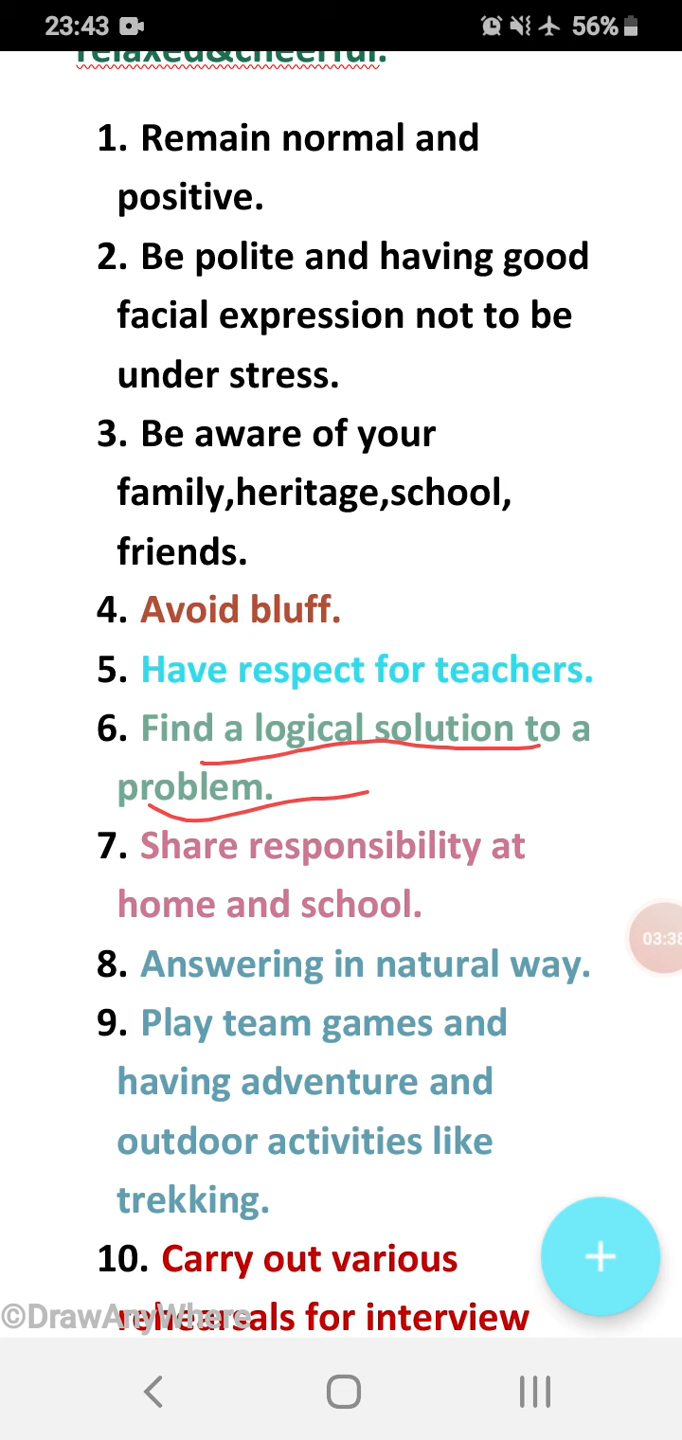 23:43 56%
relaxed&cheerful.
1. Remain normal and
positive.
2. Be polite and having good
facial expression not to be
under stress.
3. Be aware of your
family,heritage,school,
friends.
4. Avoid bluff.
5. Have respect for teachers.
6. Find a logical solution to a
problem.
7. Share responsibility at
home and school.
03:38
8. Answering in natural way.
9. Play team games and
having adventure and
outdoor activities like
trekking.
10. Carry out various
rehearsals for interview
©DrawAnyWhere